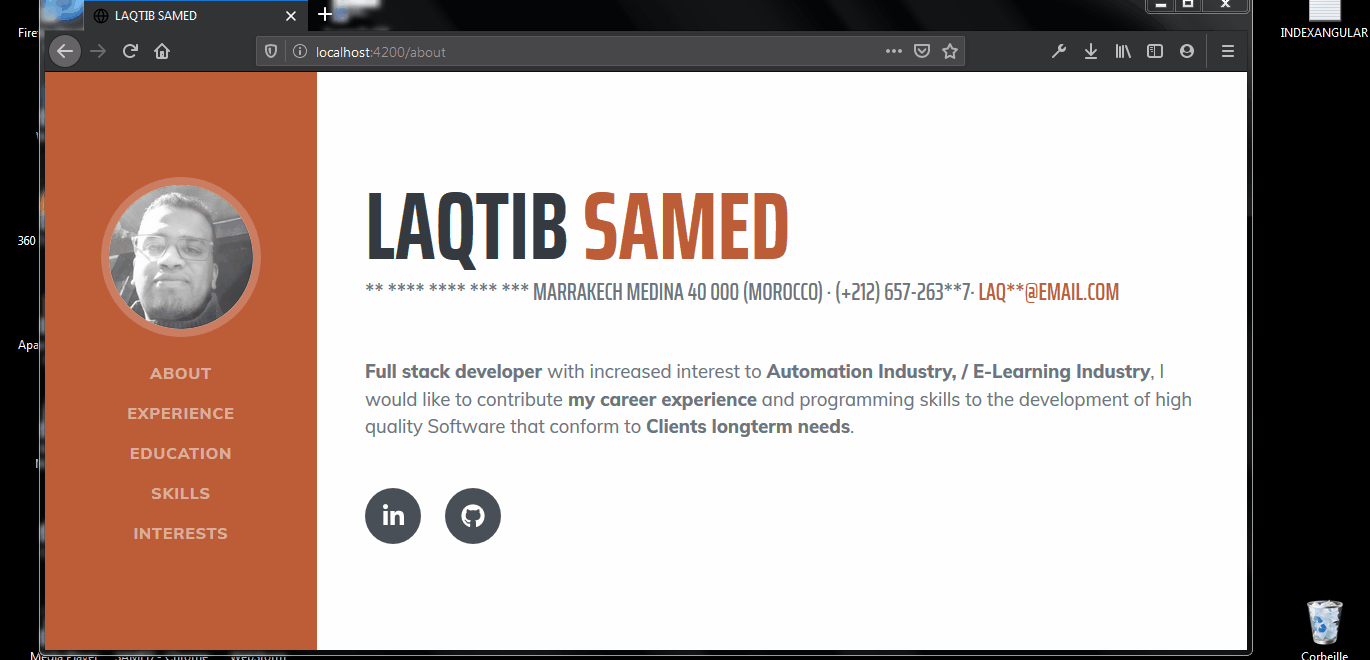 LAQTIB SAMED
Fire
INDEXANGULAR
localhost:4200/about
LAQTIB SAMED
** **** **** *** *** MARRAKECH MEDINA 40 000 (MOROCCO) · (+212) 657-263**7· LAQ**@EMAIL.COM
360
Apa
ABOUT
EXPERIENCE
EDUCATION
SKILLS
INTERESTS
Full stack developer with increased interest to Automation Industry, / E-Learning Industry, I
would like to contribute my career experience and programming skills to the development of high
quality Software that conform to Clients longterm needs.
in
Corbeille
Media Player